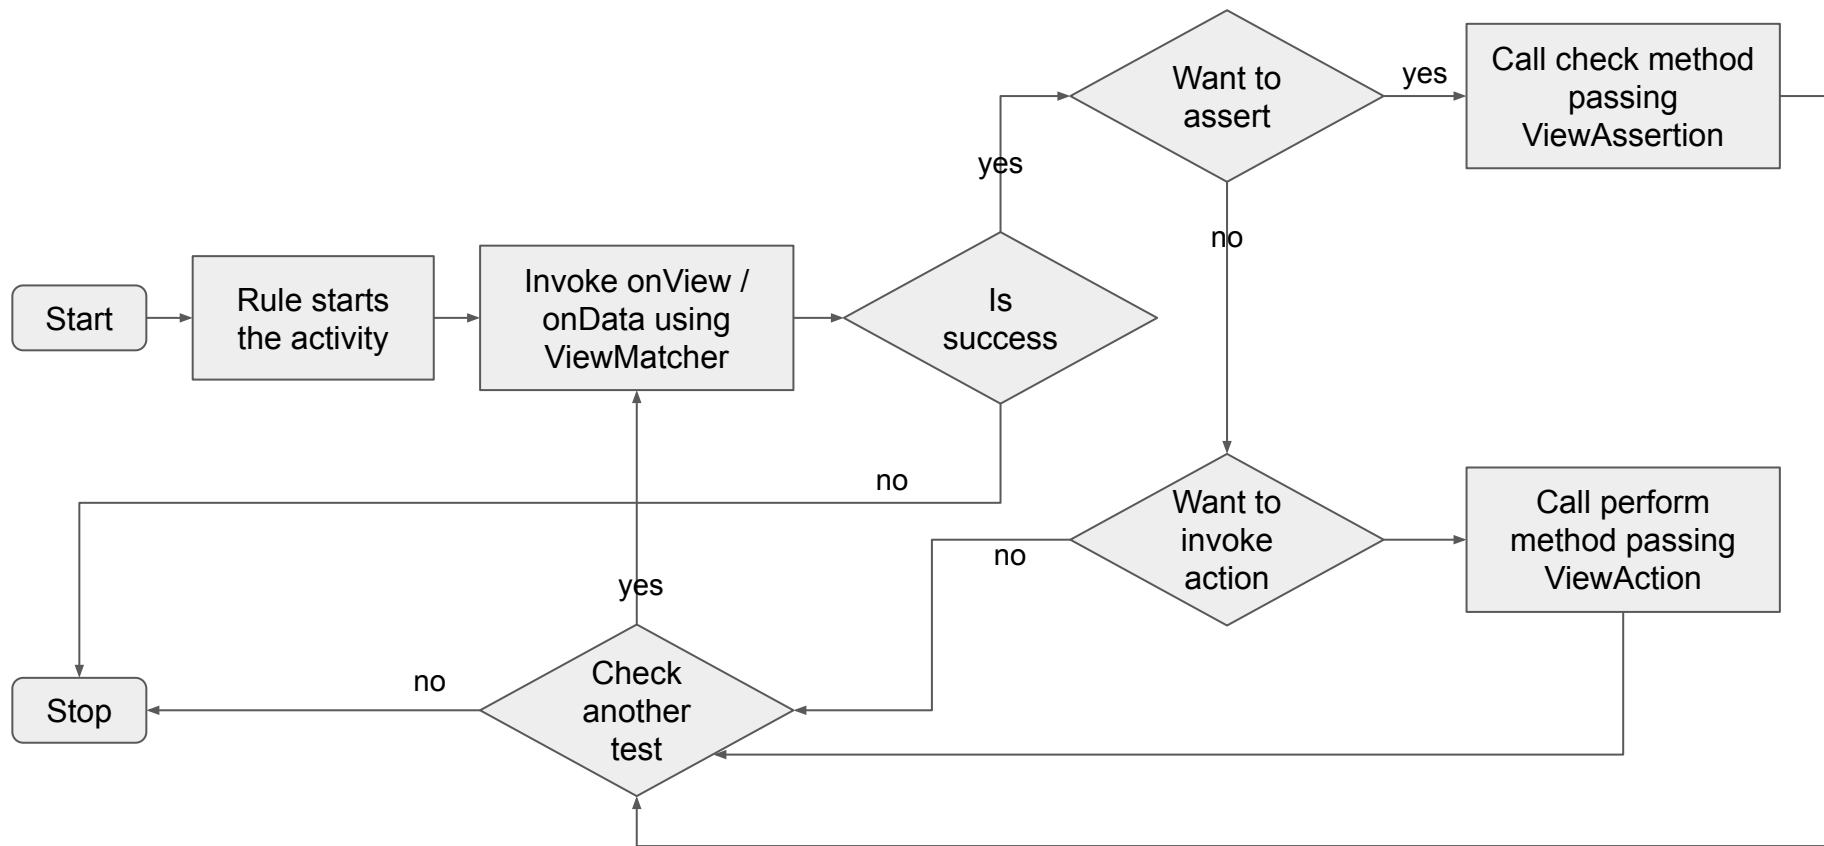 Want to
assert
yes
Call check method
passing
ViewAssertion
yes
no
Start
Rule starts
the activity
Invoke onView /
onData using
ViewMatcher
Is
success
no
Want to
invoke
action
no
Call perform
method passing
ViewAction
yes
Stop
no
Check
another
test